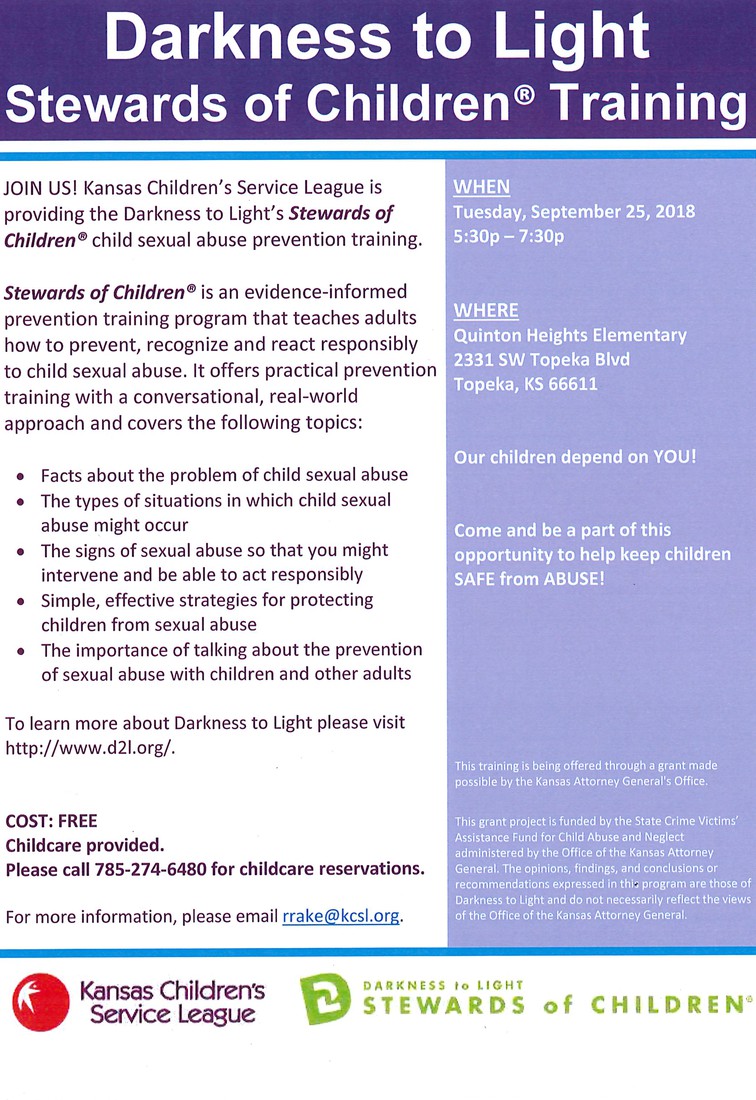 Darkness to Light
Stewards of Children® Training
JOIN US! Kansas Children's Service League is
providing the Darkness to Light's Stewards of
Children® child sexual abuse prevention training.
Stewards of Children® is an evidence-informed
prevention training program that teaches adults
how to prevent, recognize and react responsibly
to child sexual abuse. It offers practical prevention
training with a conversational, real-world
approach and covers the following topics:
• Facts about the problem of child sexual abuse
• The types of situations in which child sexual
abuse might occur
• The signs of sexual abuse so that you might
intervene and be able to act responsibly
• Simple, effective strategies for protecting
children from sexual abuse
• The importance of talking about the prevention
of sexual abuse with children and other adults
To learn more about Darkness to Light please visit
http://www.d2l.org/.
COST: FREE
Childcare provided.
Please call 785-274-6480 for childcare reservations.
For more information, please email rrake@kcsl.org.
WHEN
Tuesday, September 25, 2018
5:30p – 7:30p
WHERE
Quinton Heights Elementary
2331 SW Topeka Blvd
Topeka, KS 66611
Our children depend on YOU!
Come and be a part of this
opportunity to help keep children
SAFE from ABUSE!
This training is being offered through a grant made
possible by the Kansas Attorney General's Office.
This grant project is funded by the State Crime Victims'
Assistance Fund for Child Abuse and Neglect
administered by the Office of the Kansas Attorney
General. The opinions, findings, and conclusions or
recommendations expressed in this program are those of
Darkness to Light and do not necessarily reflect the views
of the Office of the Kansas Attorney General.
Kansas Children's
Service League
DARKNESS to LIGHT
STEWARDS of CHILDREN®